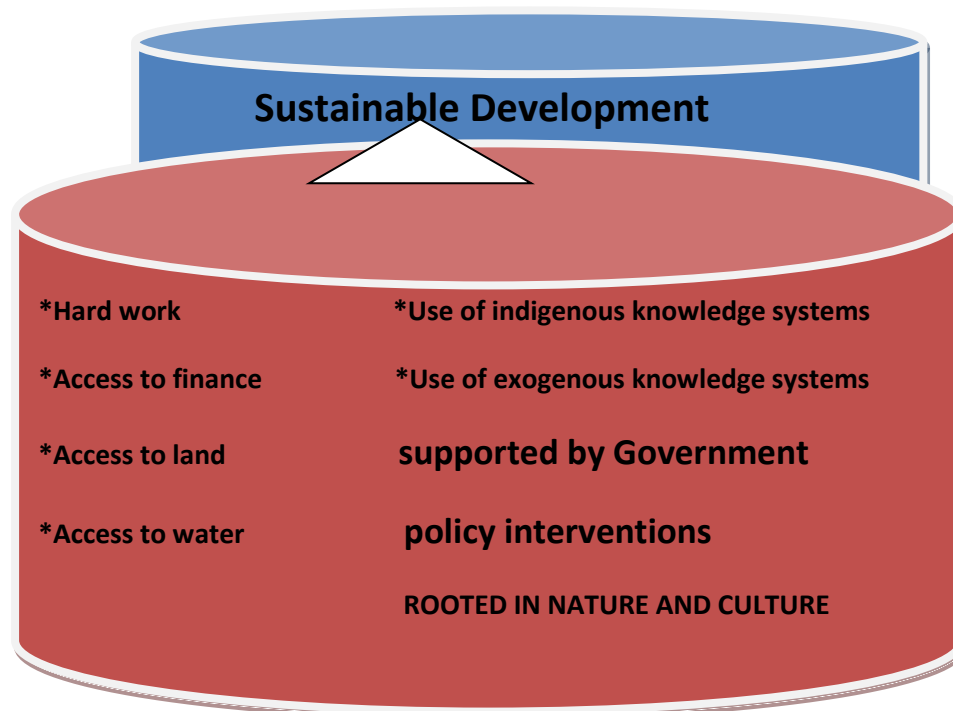 Sustainable Development
*Hard work *Use of indigenous knowledge systems
*Access to finance *Use of exogenous knowledge systems
*Access to land supported by Government
*Access to water policy interventions
ROOTED IN NATURE AND CULTURE